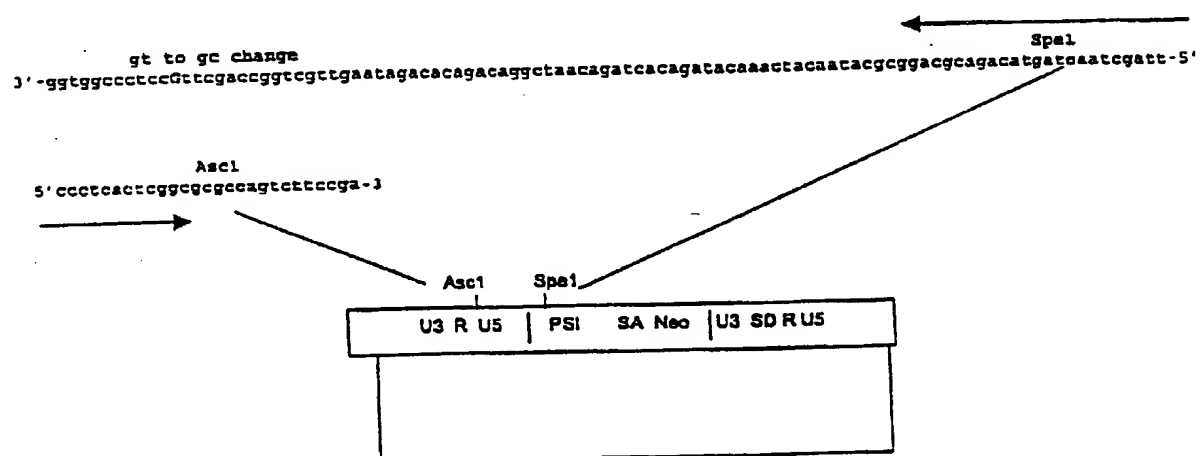 gt to gc change
Spe1
3'-ggtggccctccGttcgaccggtcgttgaatagacacagacaggctaacagatcacagatacaaactacaatacgcggacgcagacatgatcaatcgatt-5'
Asc1
5'ccctcactcggcgcgccagtcttccga-3
Asc1 Spe1
U3 R U5 PSI SA Neo U3 SD R U5